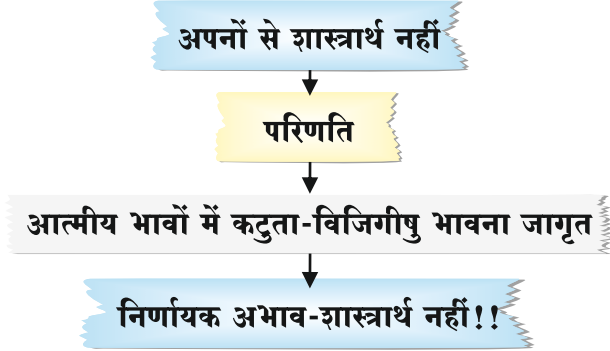 अपनों से शास्त्रार्थ नहीं
परिणति
आत्मीय भावों में कटुता-विजिगीषु भावना जागृत
निर्णायक अभाव-शास्त्रार्थ नहीं!!